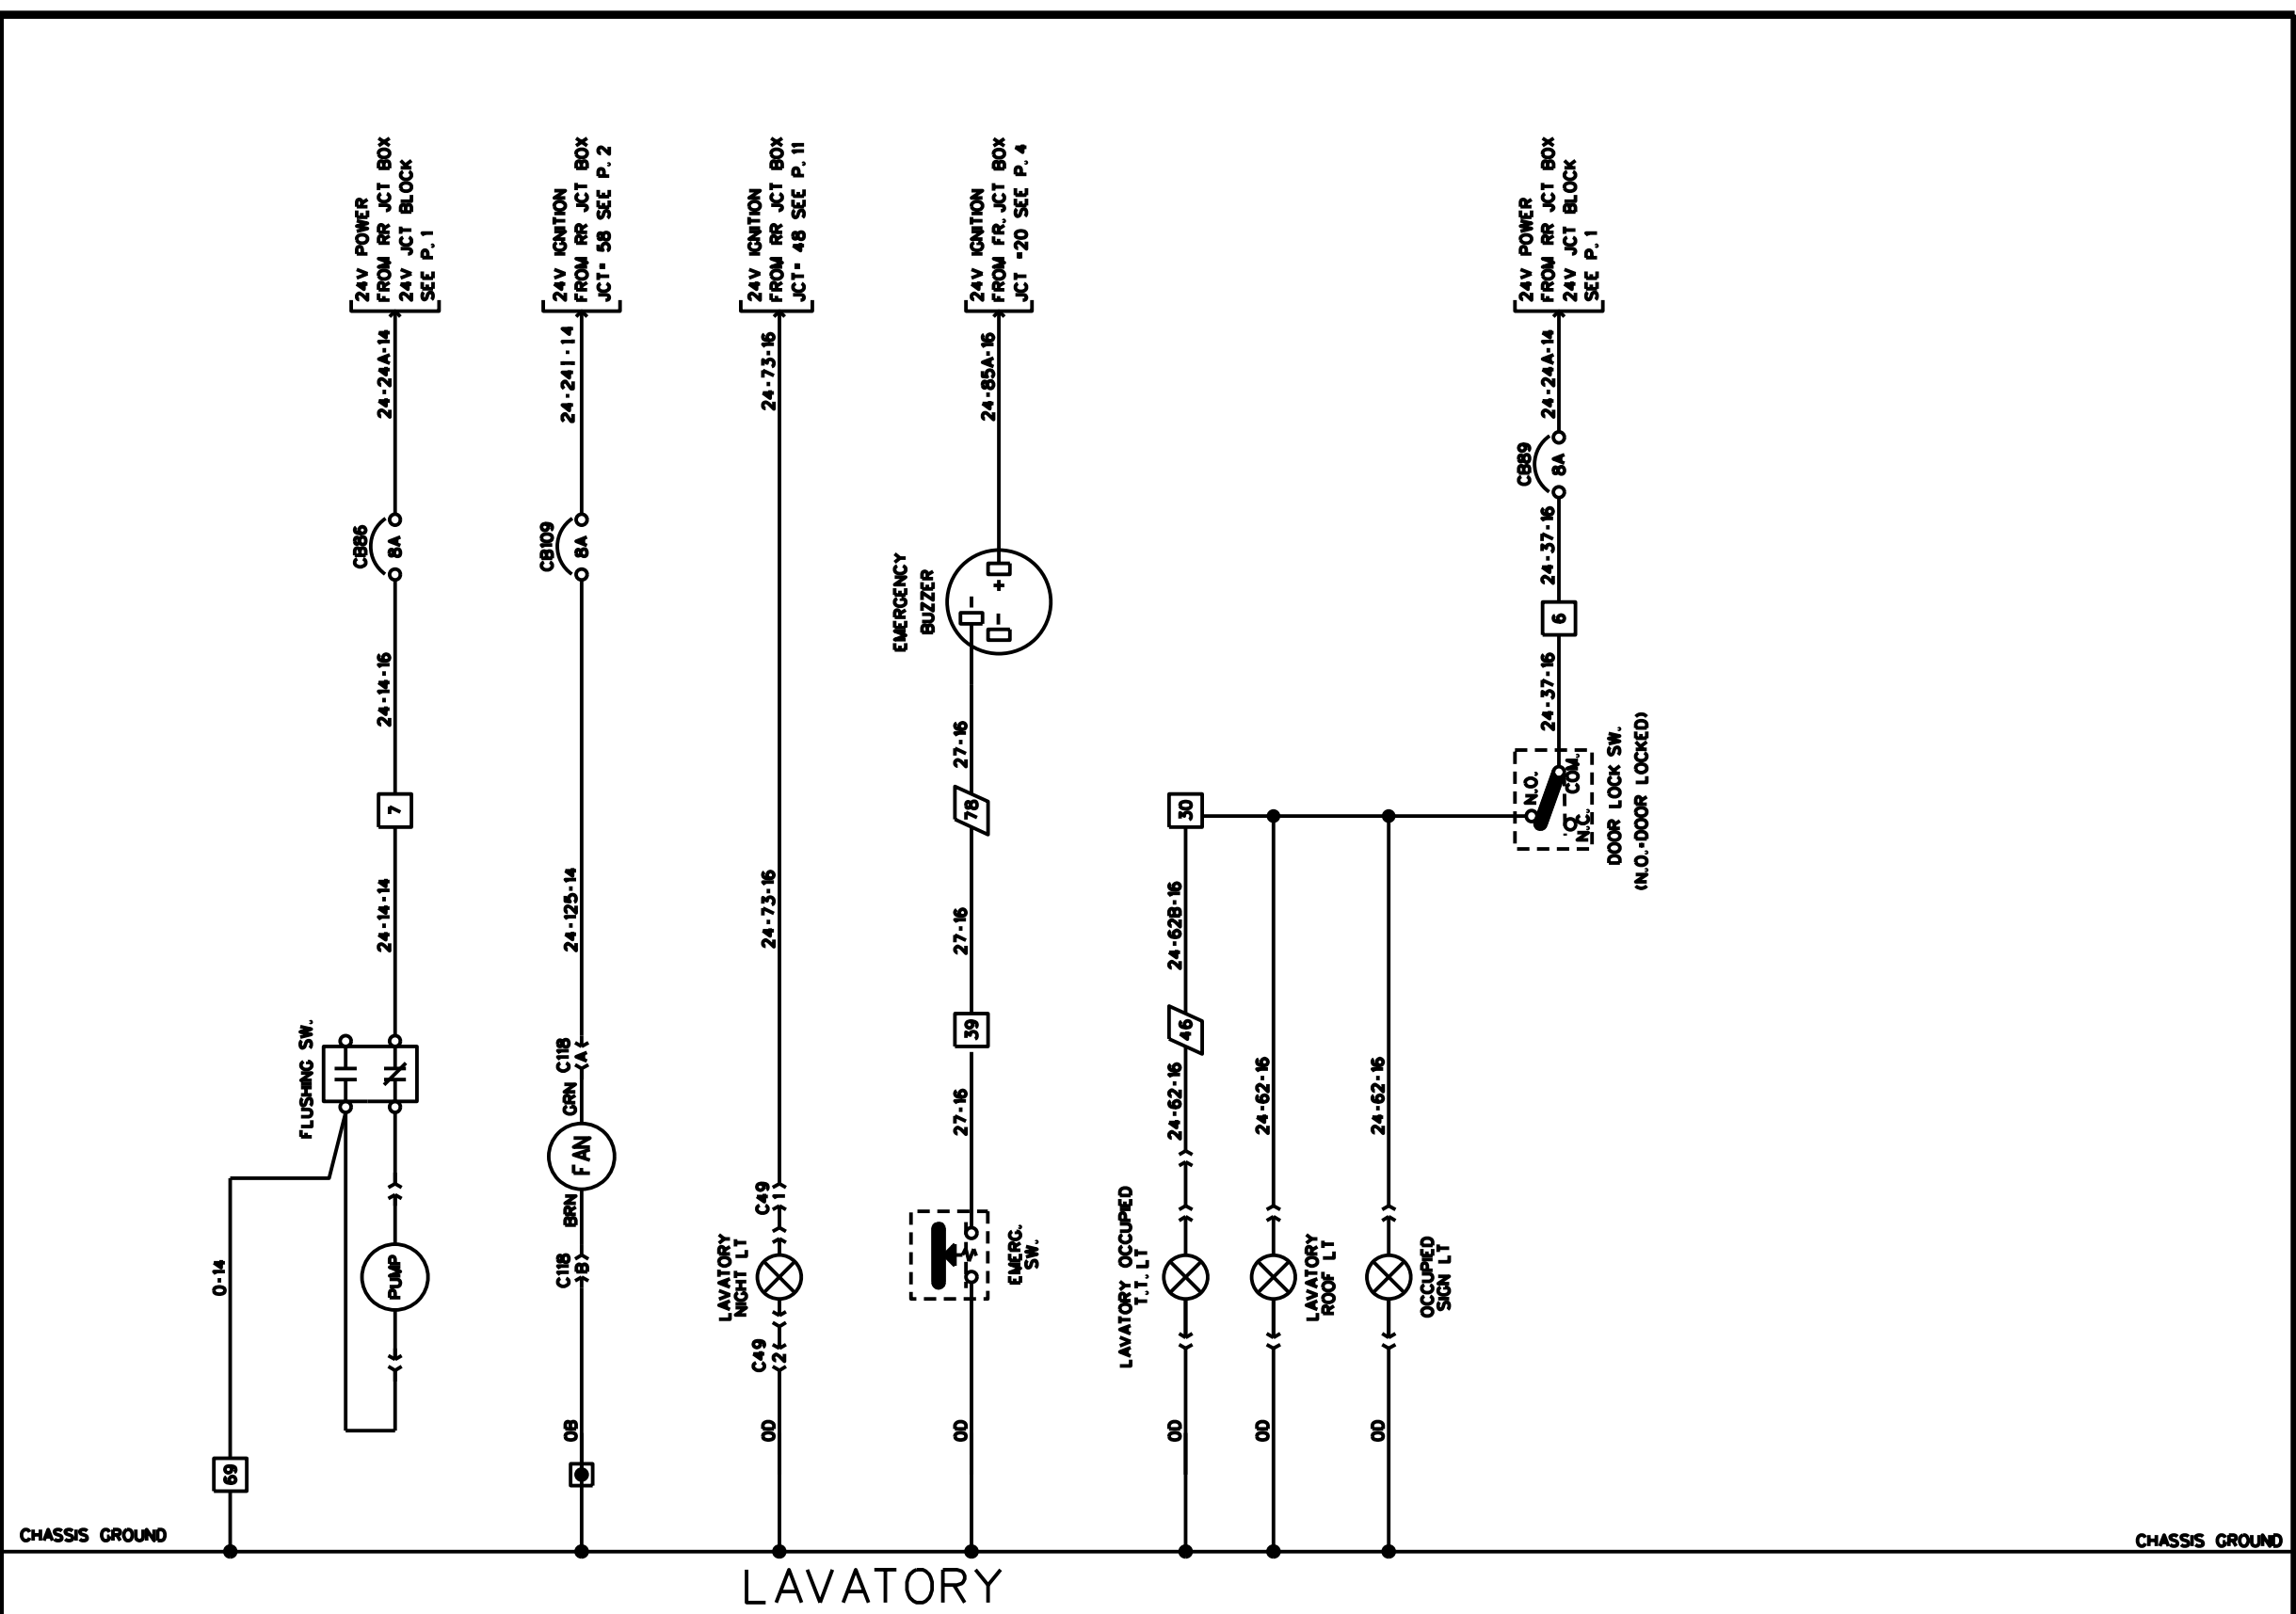 24V POWER
FROM RR JCT BOX
24V JCT BLOCK
SEE P. 1
24-24A-14
CB86
8A
24-14-16
7
24-14-14
FLUSHING SW.
PUMP
0-14
69
24V IGNITION
FROM RR JCT BOX
JCT= 58 SEE P. 2
24-241-14
CB109
8A
24-125-14
C118
A
GRN
FAN
BRN
C118
B
0B
24V IGNITION
FROM RR JCT BOX
JCT= 48 SEE P. 11
24-73-16
24-73-16
C49
1
LAVATORY
NIGHT LT
C49
2
0D
24V IGNITION
FROM FR. JCT BOX
JCT =20 SEE P. 4
24-85A-16
EMERGENCY
BUZZER
+
-
-
27-16
78
27-16
39
27-16
EMERG.
SW.
0D
30
24-62B-16
46
24-62-16
LAVATORY OCCUPIED
T.T. LT
0D
24-62-16
LAVATORY
ROOF LT
0D
24-62-16
OCCUPIED
SIGN LT
0D
24V POWER
FROM RR JCT BOX
24V JCT BLOCK
SEE P. 1
24-24A-14
CB89
8A
24-37-16
6
24-37-16
N.O.
COM.
N.C.
DOOR LOCK SW.
(N.O.=DOOR LOCKED)
CHASSIS GROUND
CHASSIS GROUND
LAVATORY